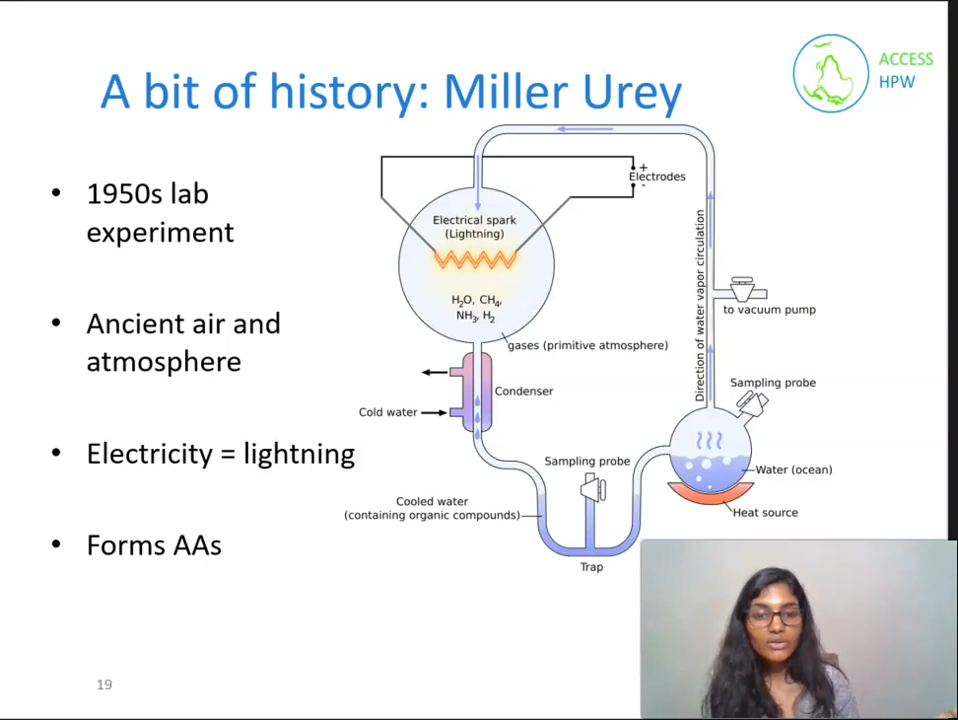 A bit of history: Miller Urey
ACCESS
HPW
• 1950s lab
experiment
• Ancient air and
atmosphere
• Electricity = lightning
• Forms AAs
+
Electrodes
-
Electrical spark
(Lightning)
H₂O, CH₄,
NH₃, H₂
gases (primitive atmosphere)
Direction of water vapor circulation
to vacuum pump
Condenser
Cold water
Sampling probe
Sampling probe
Water (ocean)
Cooled water
(containing organic compounds)
Heat source
Trap
19